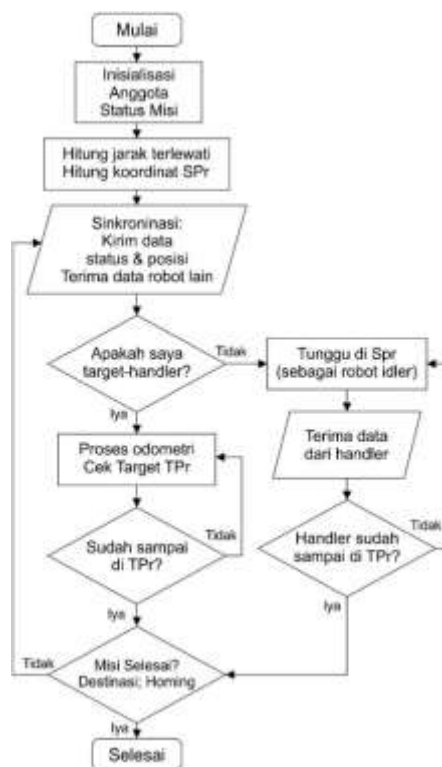 Mulai
Inisialisasi
Anggota
Status Misi
Hitung jarak terlewati
Hitung koordinat SPr
Sinkroninasi:
Kirim data
status & posisi
Terima data robot lain
Apakah saya
target-handler?
Tidak
Iya
Tunggu di Spr
(sebagai robot idler)
Proses odometri
Cek Target TPr
Terima data
dari handler
Sudah sampai
di TPr?
Tidak
Iya
Handler sudah
sampai di TPr?
Tidak
Iya
Misi Selesai?
Destinasi; Homing
Tidak
Iya
Selesai